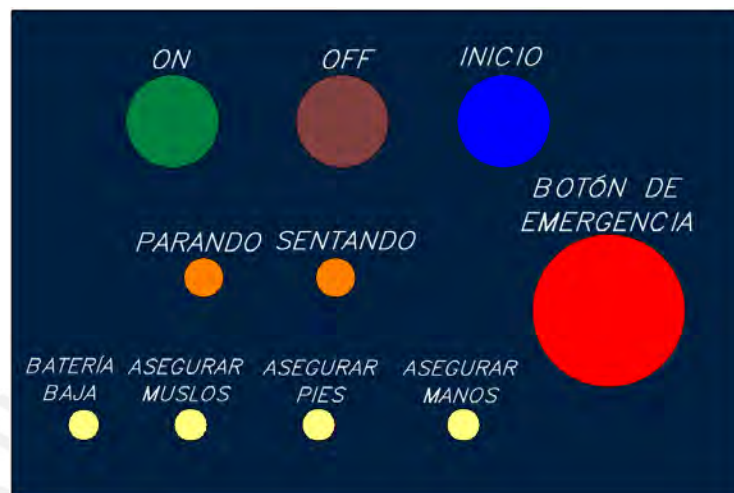 ON OFF INICIO
BOTÓN DE
EMERGENCIA
PARANDO SENTANDO
BATERÍA ASEGURAR ASEGURAR ASEGURAR
BAJA MUSLOS PIES MANOS